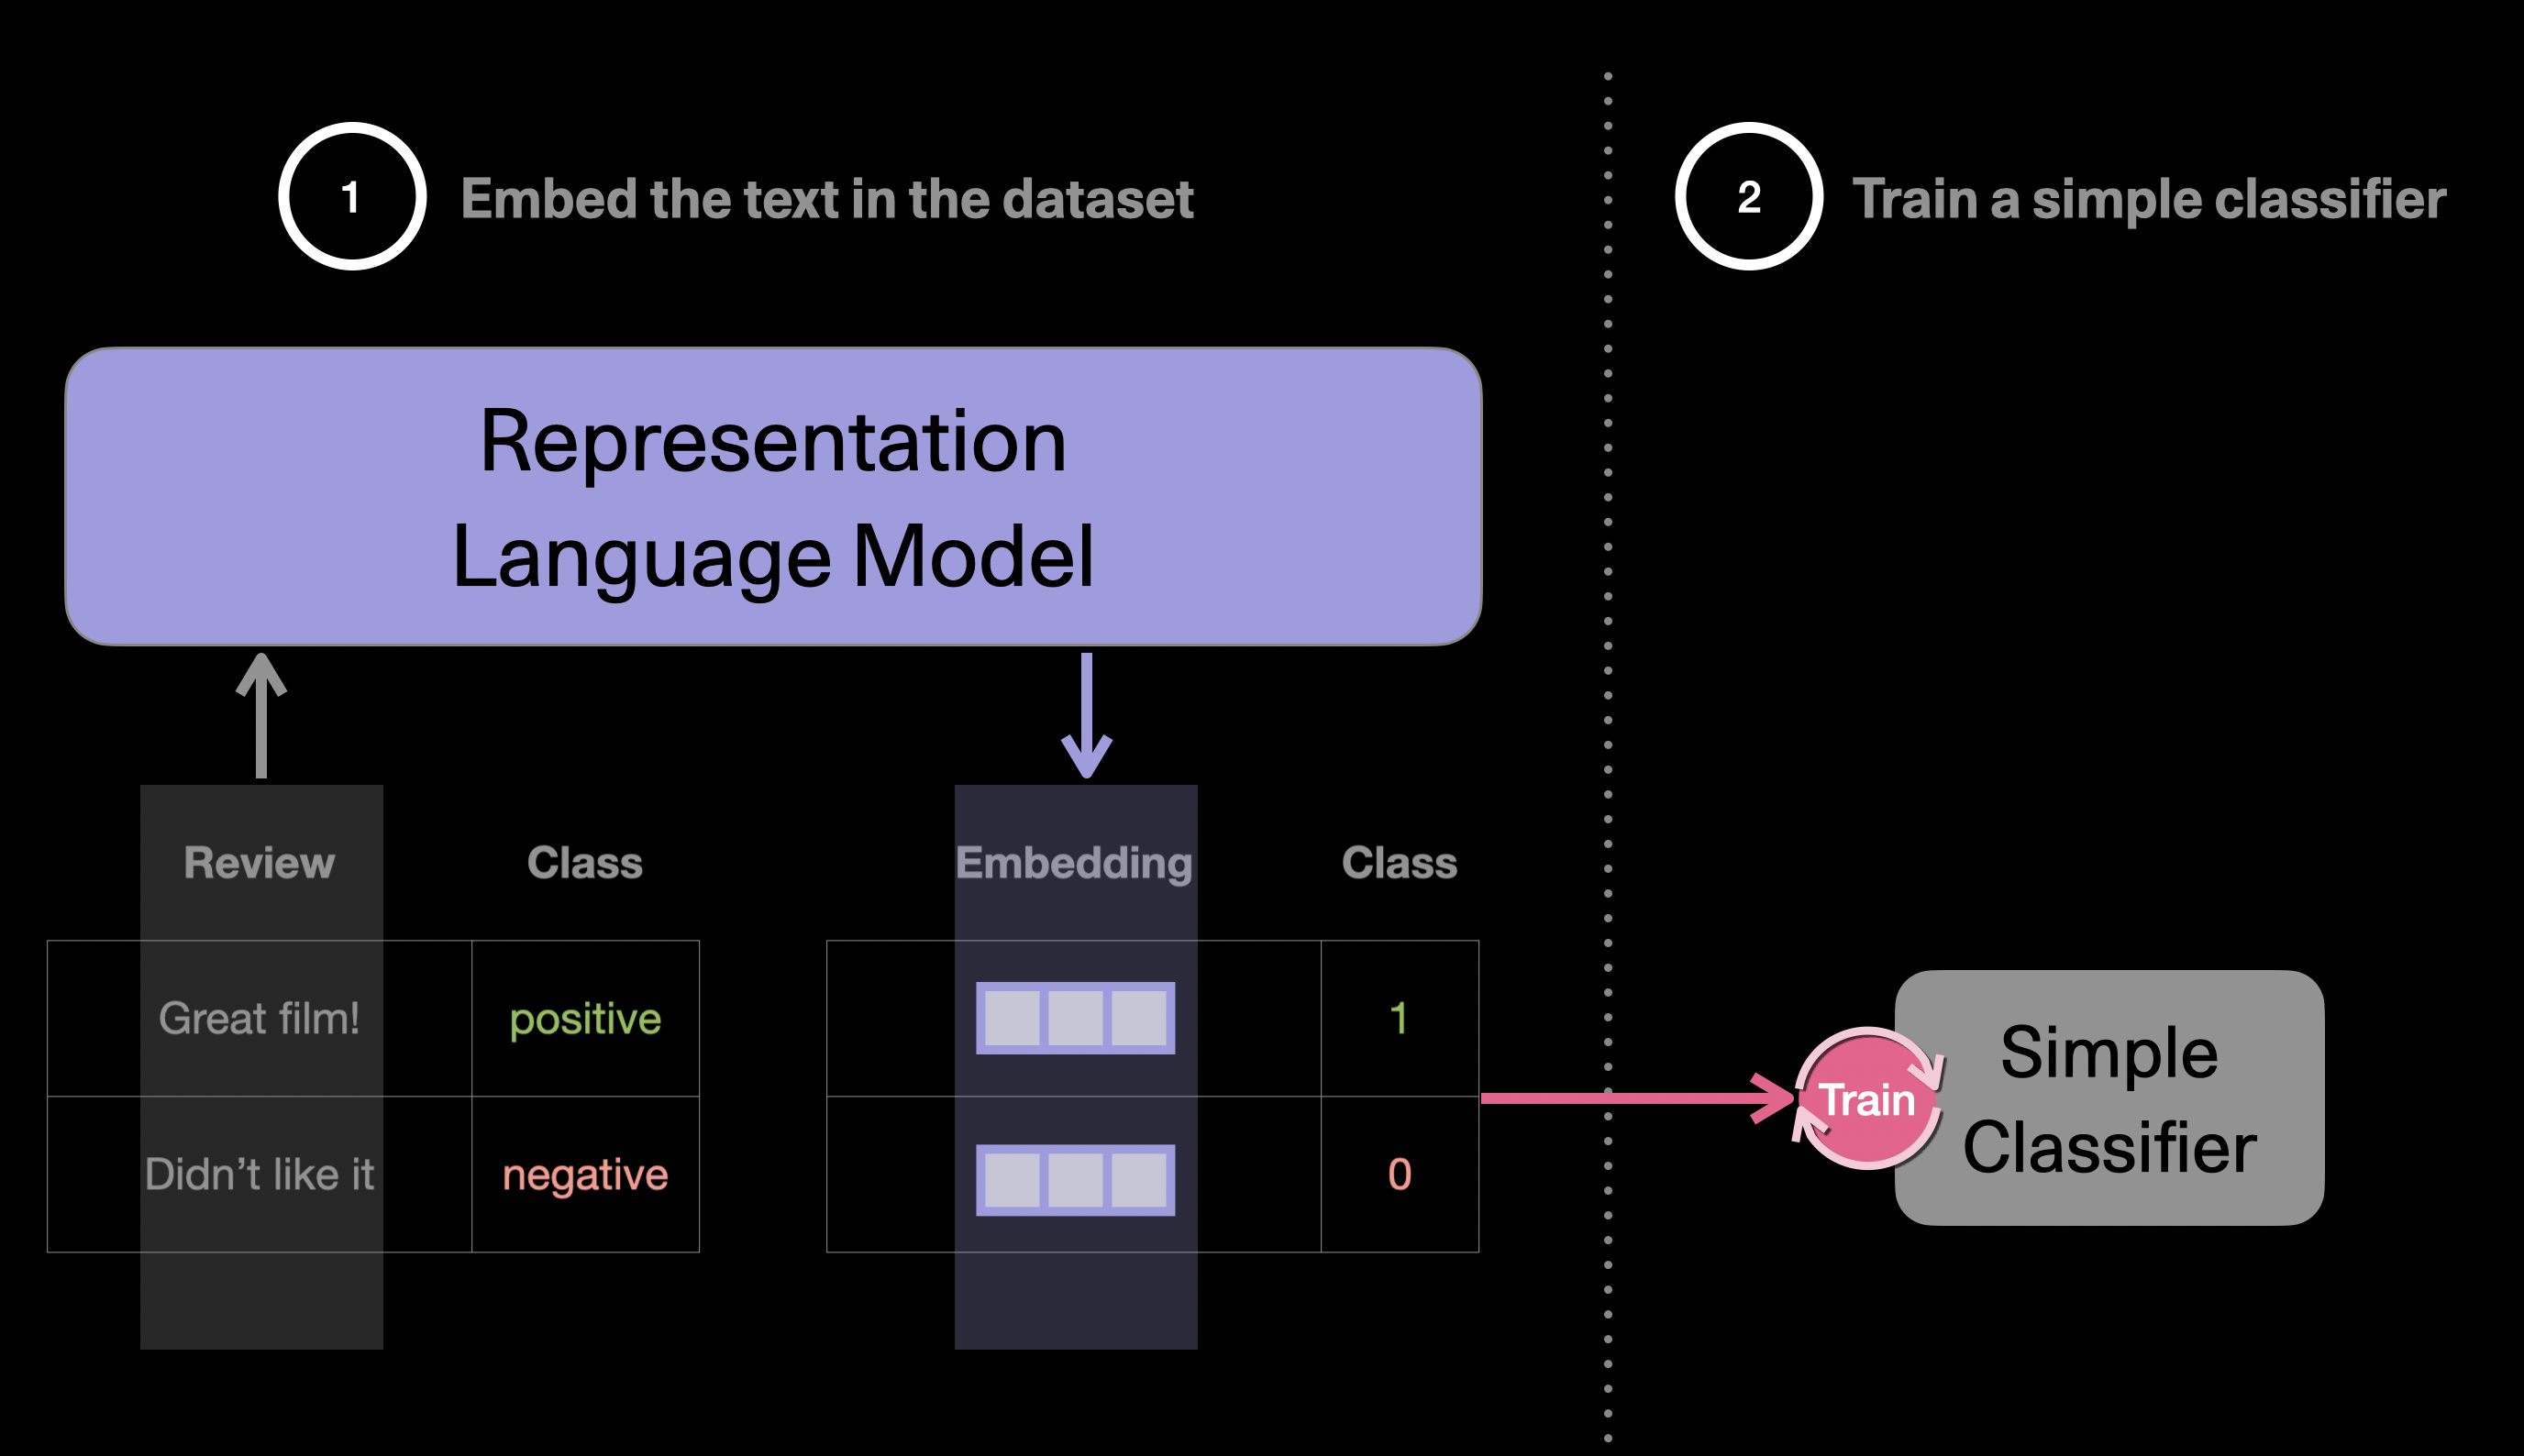 1
Embed the text in the dataset
2
Train a simple classifier
Representation
Language Model
Review
Class
Embedding
Class
Great film!
positive
1
Didn’t like it
negative
0
Train
Simple
Classifier